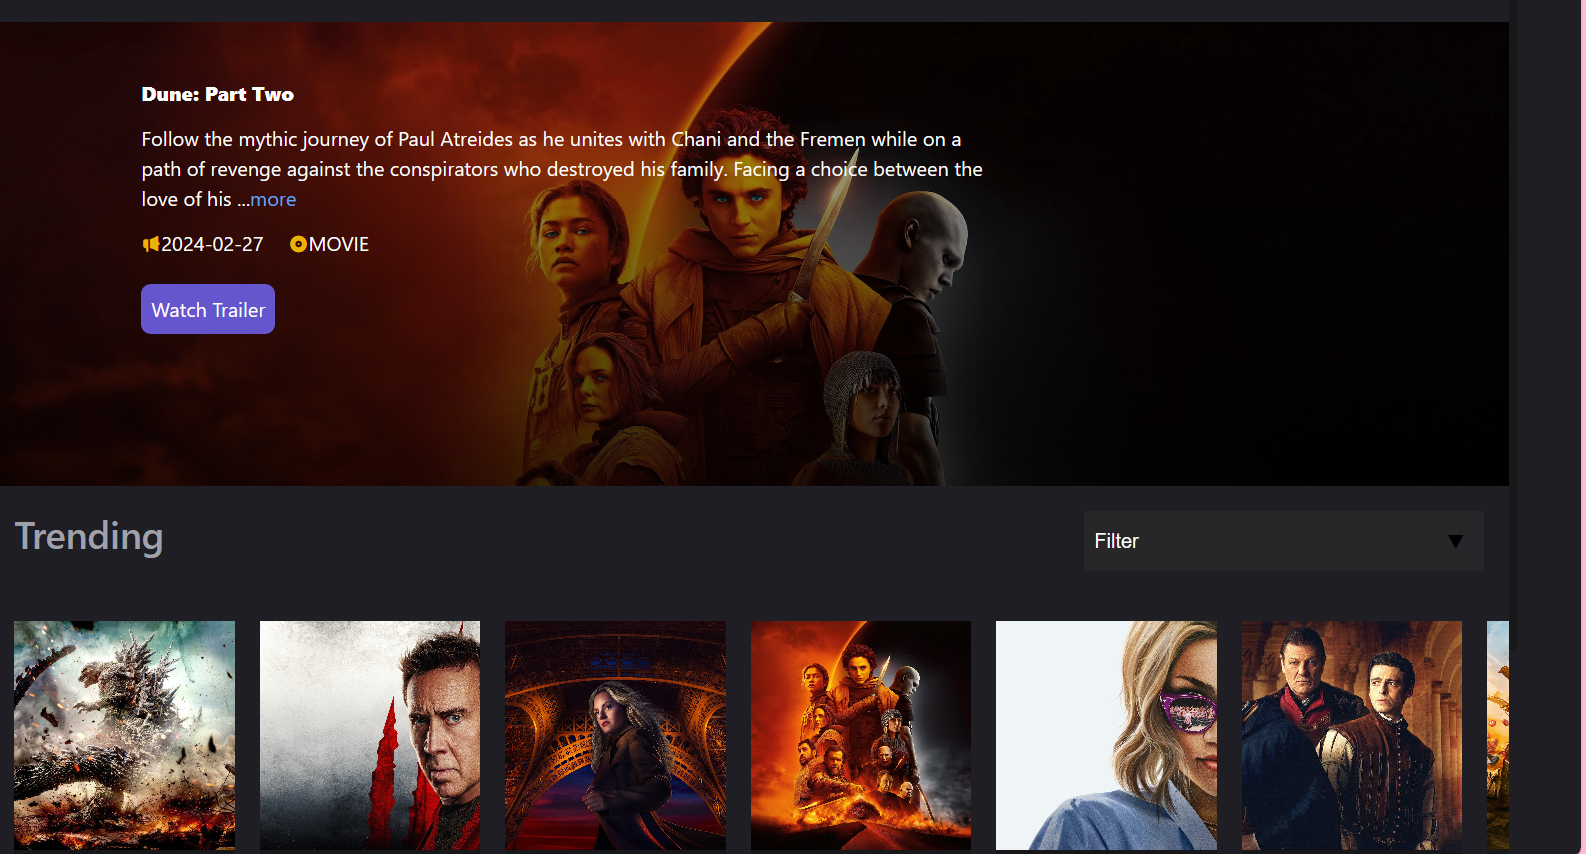 Dune: Part Two
Follow the mythic journey of Paul Atreides as he unites with Chani and the Fremen while on a
path of revenge against the conspirators who destroyed his family. Facing a choice between the
love of his ...more
2024-02-27 MOVIE
Watch Trailer
Trending
Filter